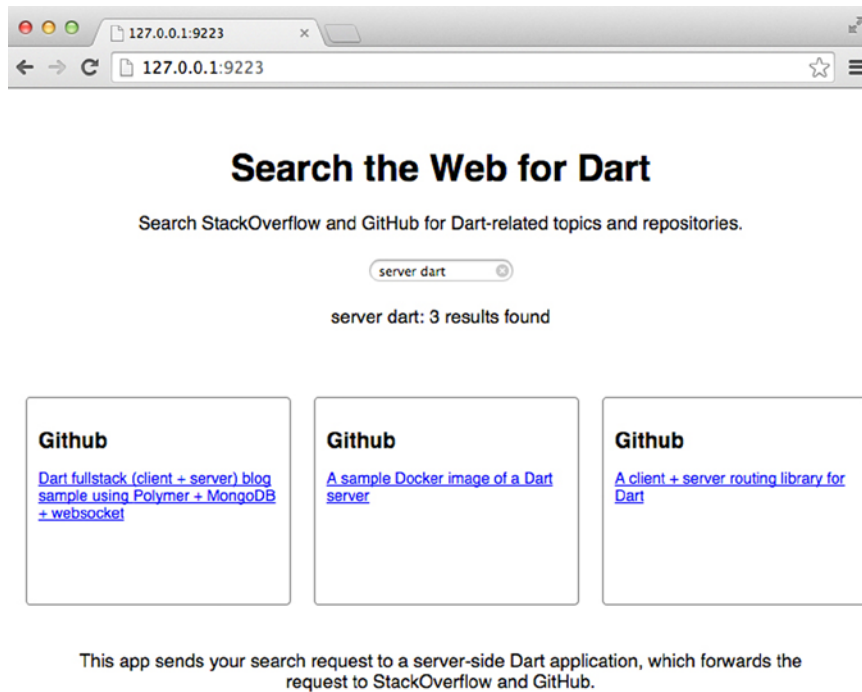 127.0.0.1:9223
127.0.0.1:9223
Search the Web for Dart
Search StackOverflow and GitHub for Dart-related topics and repositories.
server dart
server dart: 3 results found
Github
Dart fullstack (client + server) blog
sample using Polymer + MongoDB
+ websocket
Github
A sample Docker image of a Dart
server
Github
A client + server routing library for
Dart
This app sends your search request to a server-side Dart application, which forwards the
request to StackOverflow and GitHub.